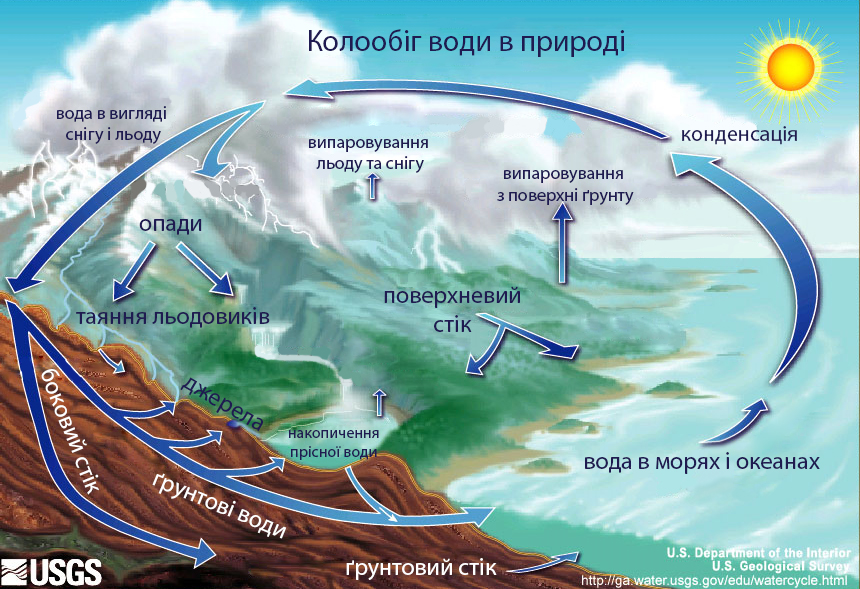 Колообіг води в природі
вода в вигляді
снігу і льоду
випаровування
льоду та снігу
конденсація
випаровування
з поверхні ґрунту
опади
поверхневий
стік
таяння льодовиків
джерела
боковий стік
накопичення
прісної води
вода в морях і океанах
ґрунтові води
ґрунтовий стік
USGS
U.S. Department of the Interior
U.S. Geological Survey
http://ga.water.usgs.gov/edu/watercycle.html